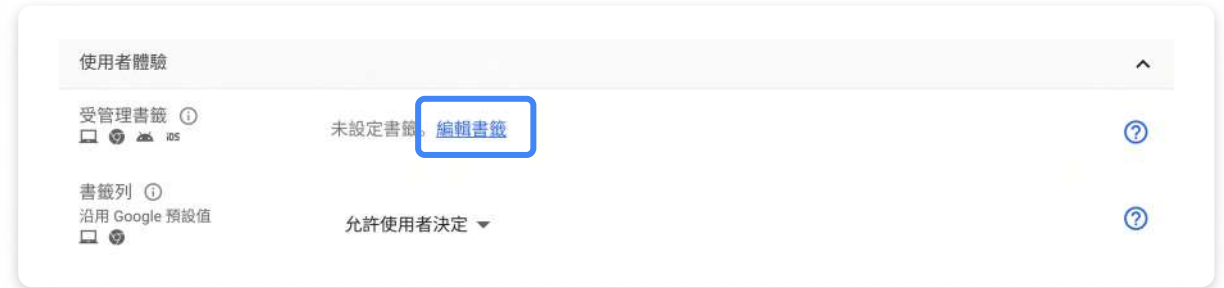 使用者體驗
受管理書籤
iOS
未設定書籤。編輯書籤
書籤列
沿用 Google 預設值
允許使用者決定